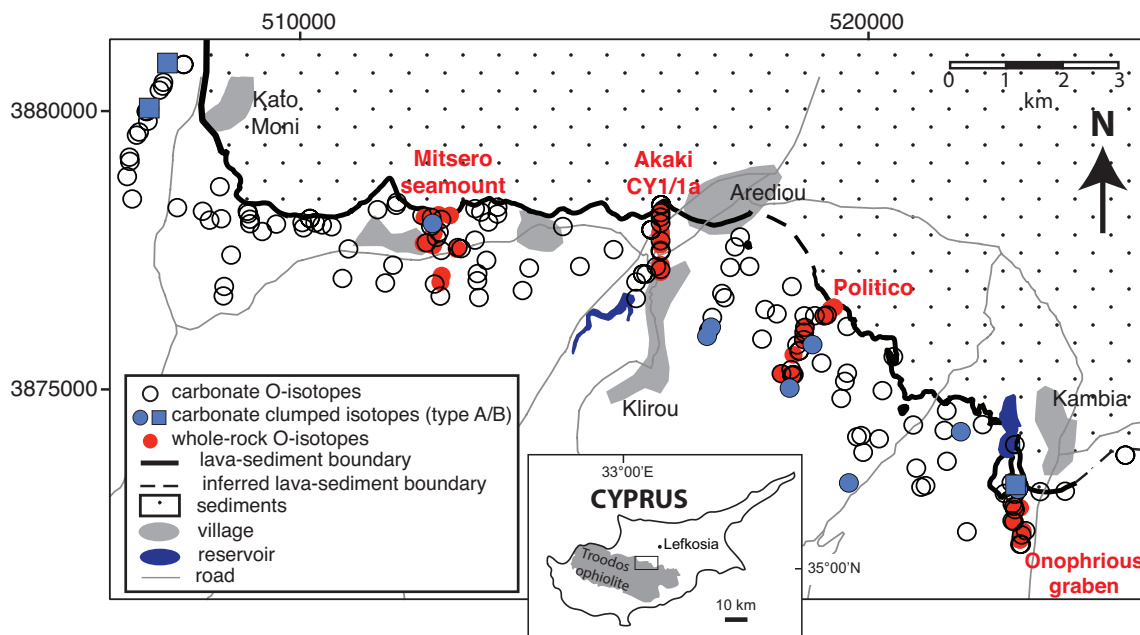 510000
520000
3880000
3875000
0 1 2 3
km
N
Kato
Moni
Mitsero
seamount
Akaki
CY1/1a
Arediou
Politico
Klirou
Kambia
Onophrious
graben
carbonate O-isotopes
carbonate clumped isotopes (type A/B)
whole-rock O-isotopes
lava-sediment boundary
inferred lava-sediment boundary
sediments
village
reservoir
road
33°00'E
CYPRUS
Lefkosia
Troodos
ophiolite
35°00'N
10 km